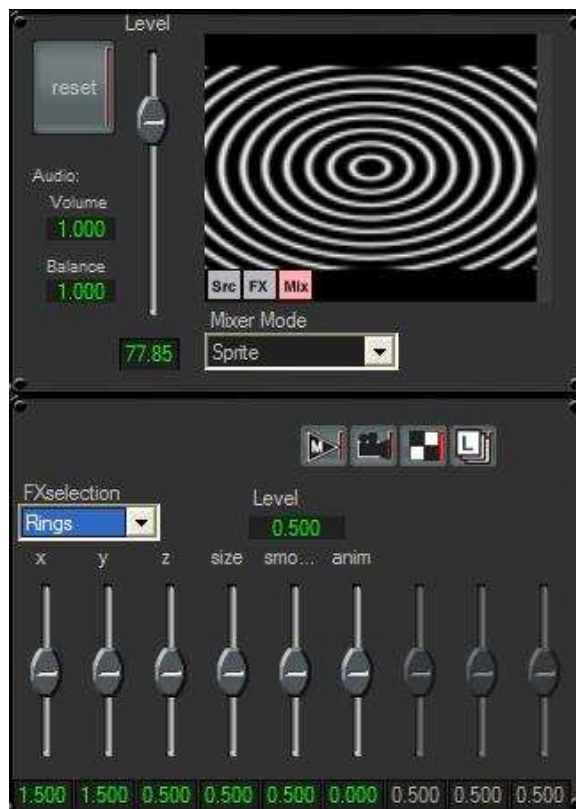 Level
reset
Audio:
Volume
1.000
Balance
1.000
77.85
Src FX Mix
Mixer Mode
Sprite
M L
FXselection
Rings
Level
0.500
x y z size smo... anim
1.500 1.500 0.500 0.500 0.500 0.000 0.500 0.500 0.500